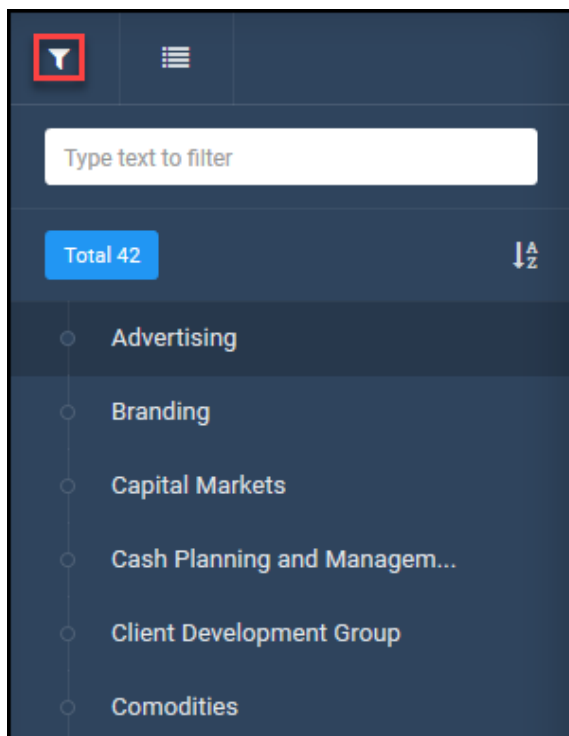 Type text to filter
Total 42
A
Z
Advertising
Branding
Capital Markets
Cash Planning and Managem...
Client Development Group
Comodities